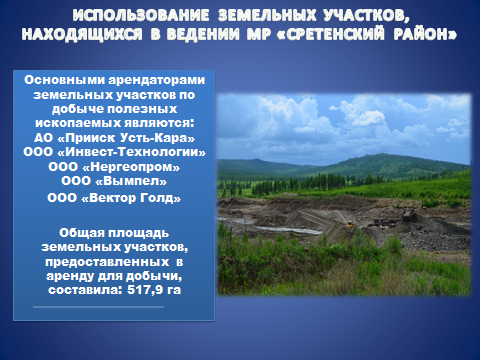 ИСПОЛЬЗОВАНИЕ ЗЕМЕЛЬНЫХ УЧАСТКОВ,
НАХОДЯЩИХСЯ В ВЕДЕНИИ МР «СРЕТЕНСКИЙ РАЙОН»
Основными арендаторами
земельных участков по
добыче полезных
ископаемых являются:
АО «Прииск Усть-Кара»
ООО «Инвест-Технологии»
ООО «Нергеопром»
ООО «Вымпел»
ООО «Вектор Голд»
Общая площадь
земельных участков,
предоставленных в
аренду для добычи,
составила: 517,9 га